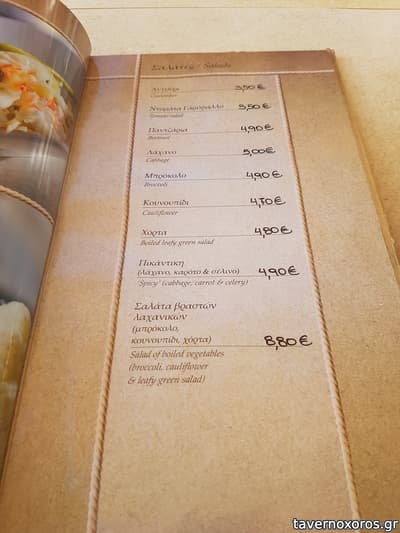 Σαλάτες / Salads
Αγγούρι 3,50€
Cucumber
Ντομάτα 3,50€
Tomato salad
Παντζάρια 4,90€
Beetroot
Λάχανο 5,00€
Cabbage
Μπρόκολο 4,90€
Broccoli
Κουνουπίδι 4,70€
Cauliflower
Χόρτα 4,80€
Boiled leafy green salad
Πικάντικη
(λάχανο, καρότο & σέλινο) 4,90€
'Spicy' (cabbage, carrot & celery)
Σαλάτα βραστών
λαχανικών
(μπρόκολο,
κουνουπίδι, χόρτα) 8,80€
Salad of boiled vegetables
(broccoli, cauliflower
& leafy green salad)
tavernoxoros.gr